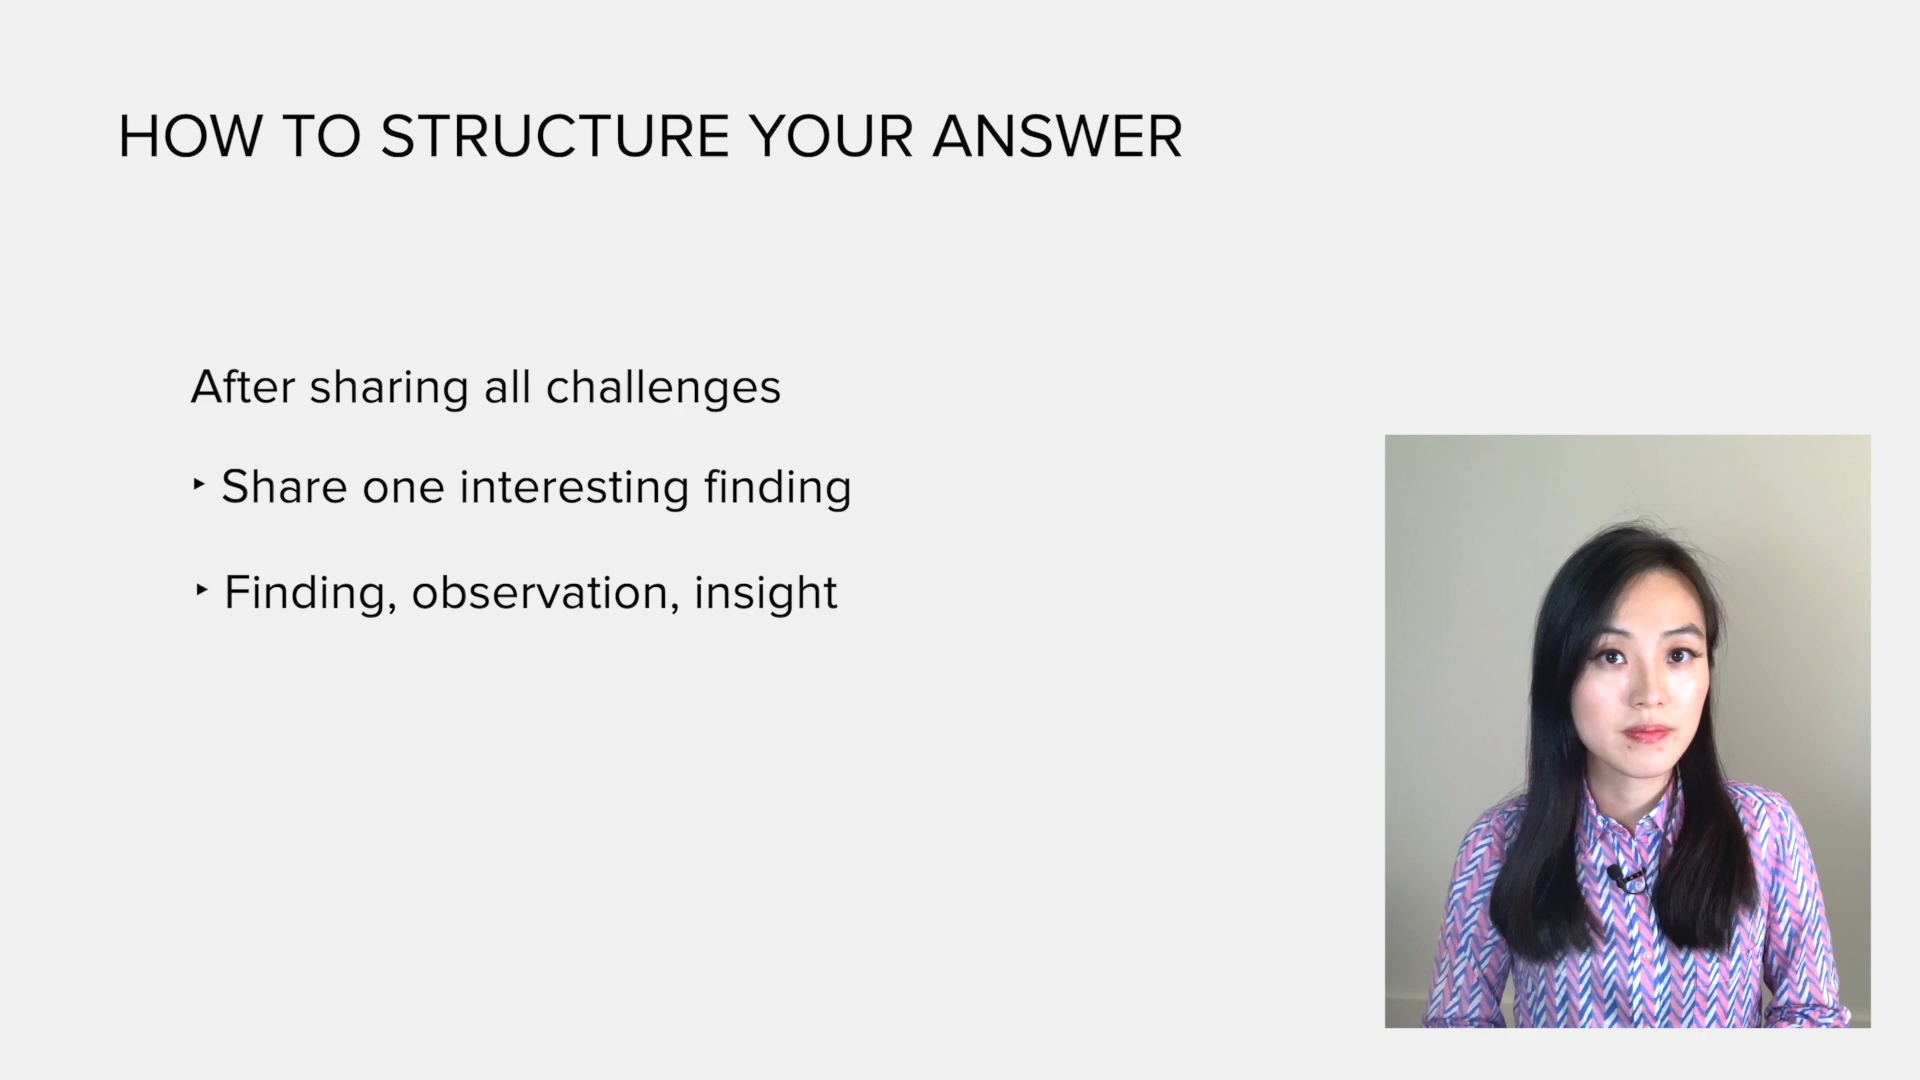 HOW TO STRUCTURE YOUR ANSWER
After sharing all challenges
‣ Share one interesting finding
‣ Finding, observation, insight